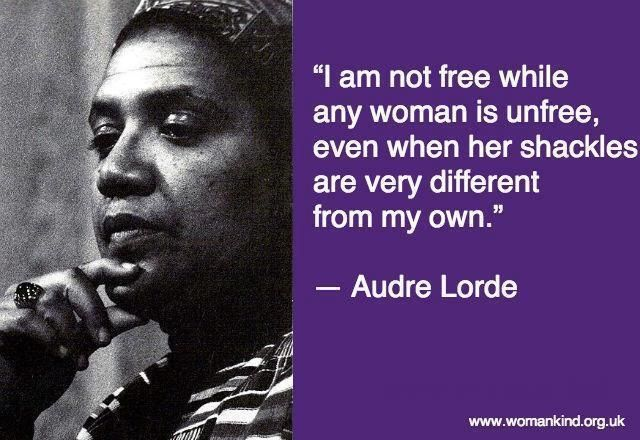 “I am not free while
any woman is unfree,
even when her shackles
are very different
from my own.”
— Audre Lorde
www.womankind.org.uk